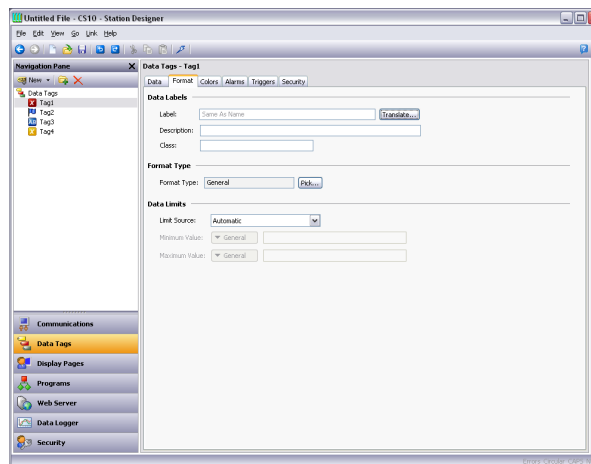 Untitled File - CS10 - Station Designer
File Edit View Go Link Help
Navigation Pane
New
Data Tags
Tag1
Tag2
Tag3
Tag4
Communications
Data Tags
Display Pages
Programs
Web Server
Data Logger
Security
Data Tags - Tag1
Data Format Colors Alarms Triggers Security
Data Labels
Label: Same As Name Translate...
Description:
Class:
Format Type
Format Type: General Pick...
Data Limits
Limit Source: Automatic
Minimum Value: General
Maximum Value: General
Errors Circular CAPS